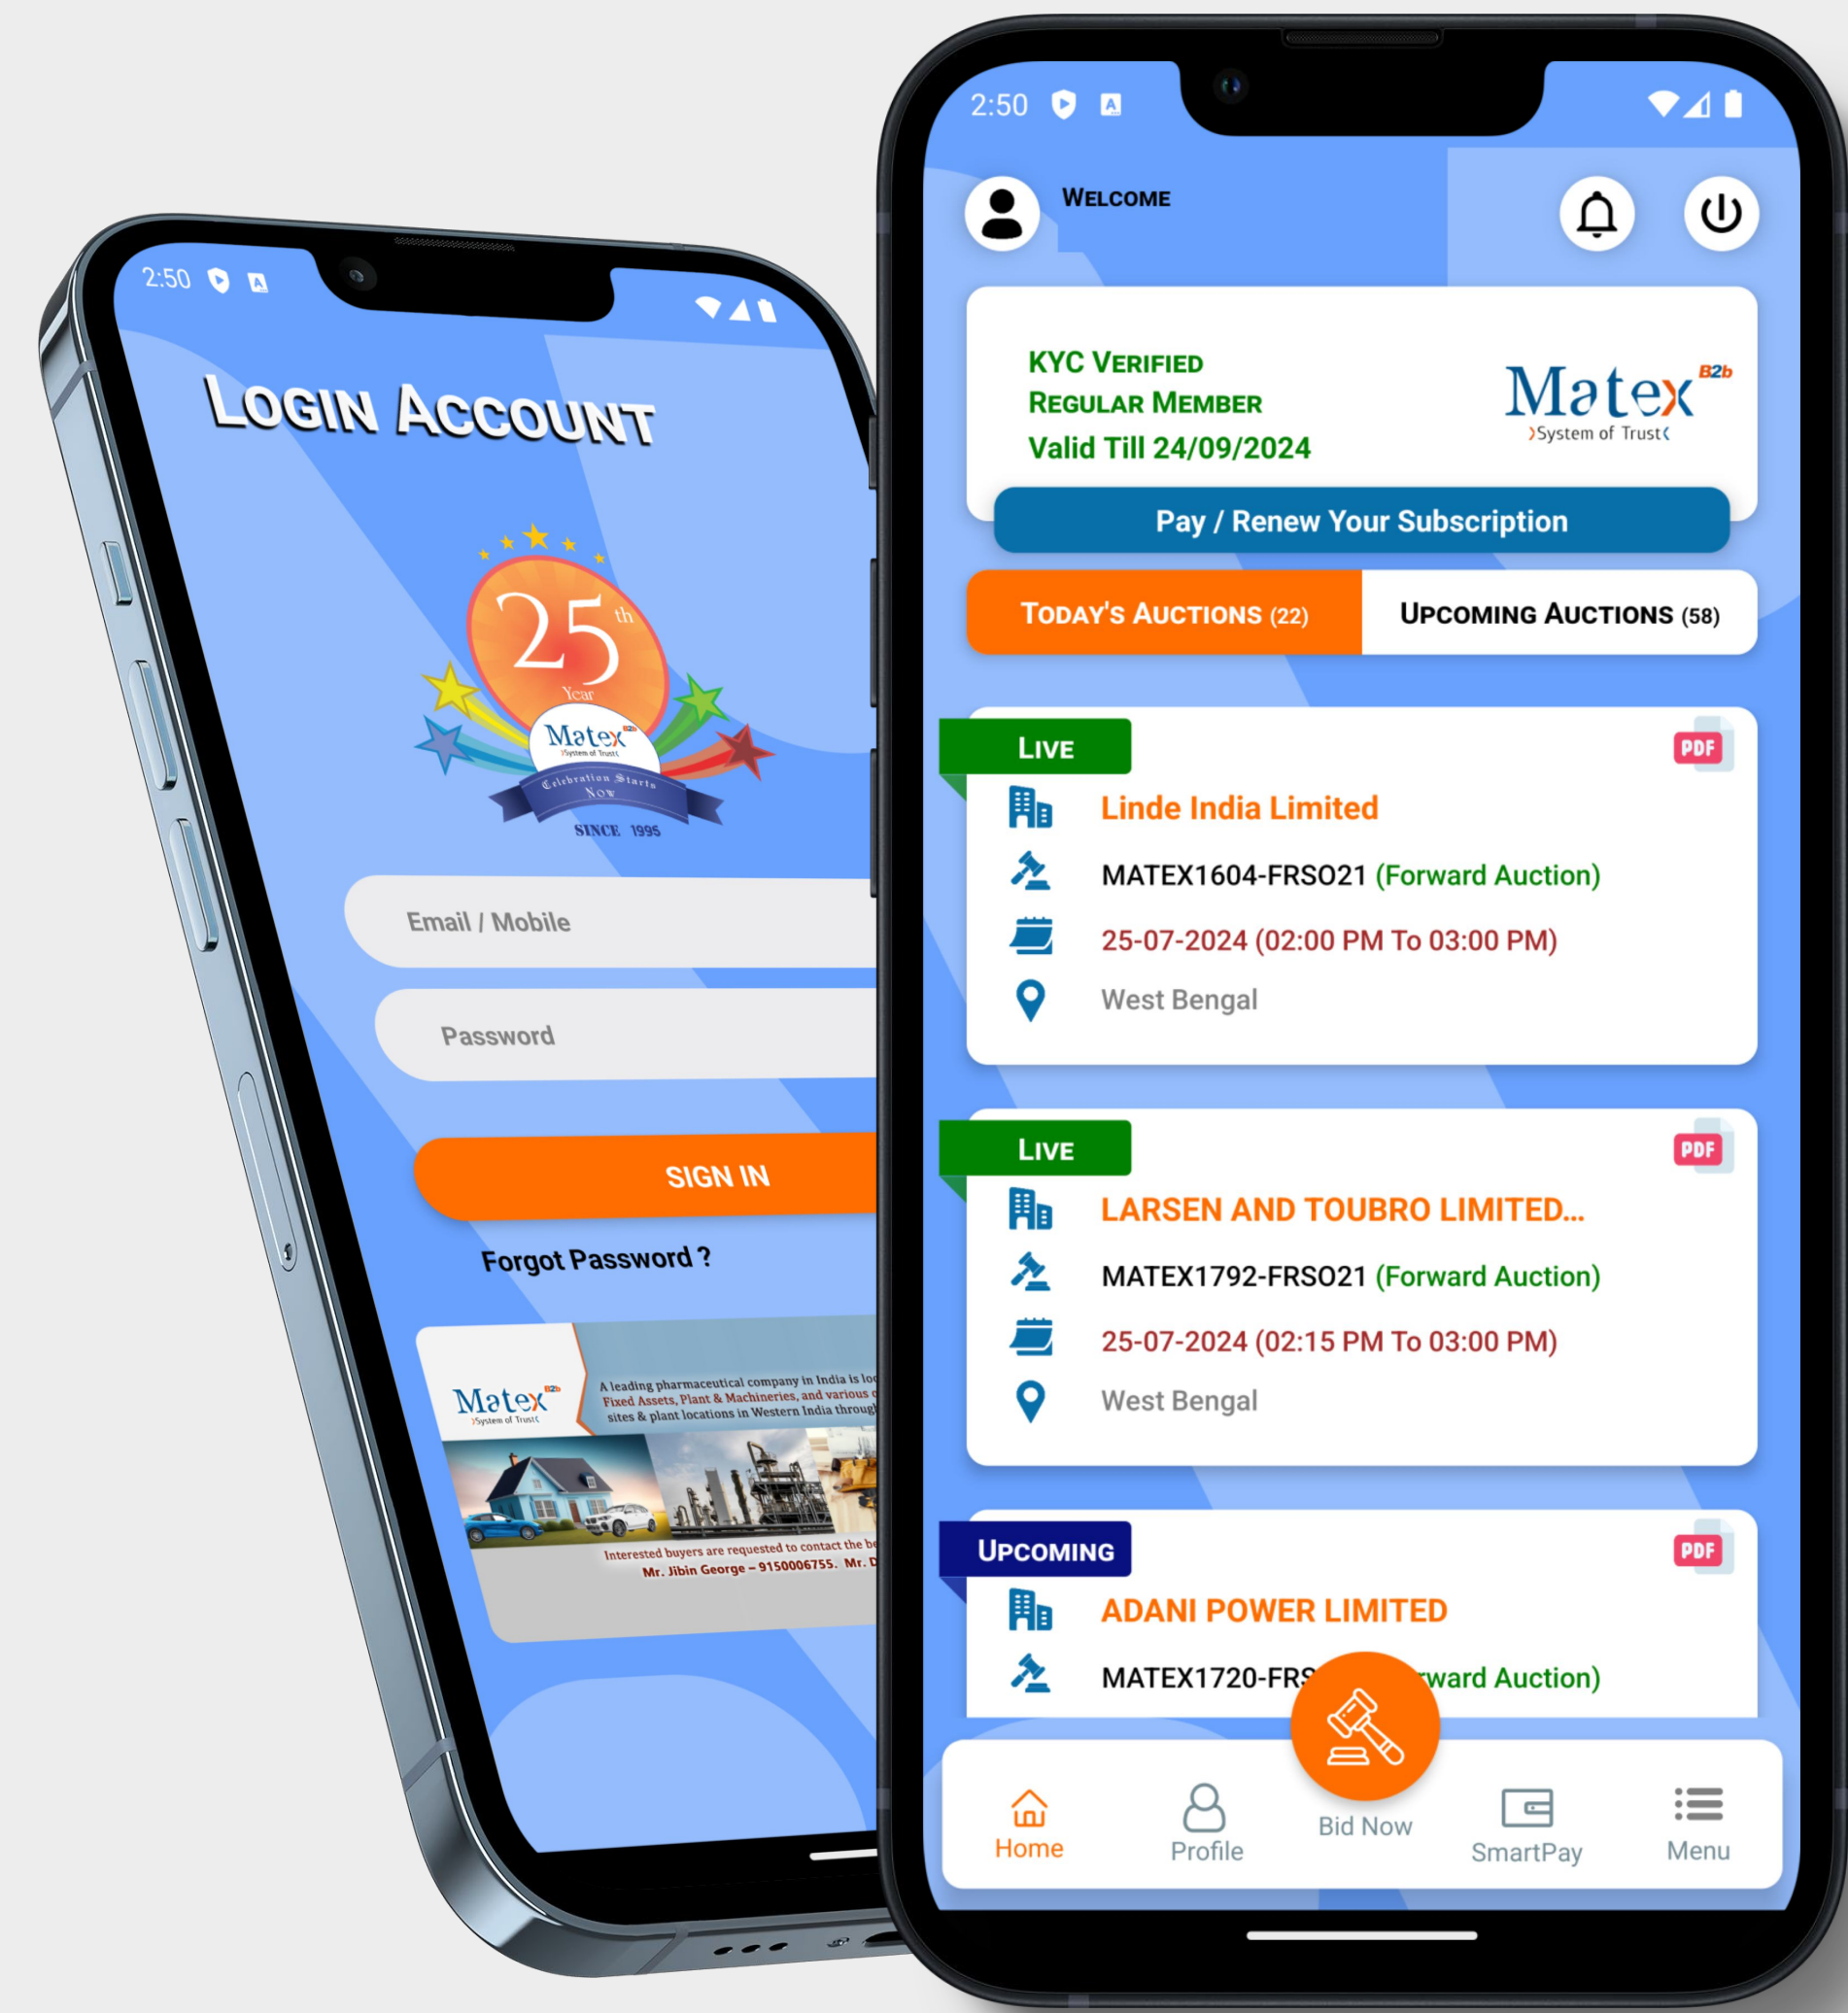 2:50
LOGIN ACCOUNT
25th
Year
Matex B2b
System of Trust
Celebration Starts
Now
SINCE 1995
Email / Mobile
Password
SIGN IN
Forgot Password ?
Matex B2b
System of Trust
A leading pharmaceutical company in India is
Fixed Assets, Plant & Machineries, and various
sites & plant locations in Western India
Interested buyers are requested to contact the
Mr. Jibin George – 9150006755. Mr.
2:50
WELCOME
KYC VERIFIED
REGULAR MEMBER
Valid Till 24/09/2024
Matex B2b
System of Trust
Pay / Renew Your Subscription
TODAY'S AUCTIONS (22)
UPCOMING AUCTIONS (58)
LIVE
PDF
Linde India Limited
MATEX1604-FRSO21 (Forward Auction)
25-07-2024 (02:00 PM To 03:00 PM)
West Bengal
LIVE
PDF
LARSEN AND TOUBRO LIMITED...
MATEX1792-FRSO21 (Forward Auction)
25-07-2024 (02:15 PM To 03:00 PM)
West Bengal
UPCOMING
PDF
ADANI POWER LIMITED
MATEX1720-FRS ward Auction)
Home
Profile
Bid Now
SmartPay
Menu